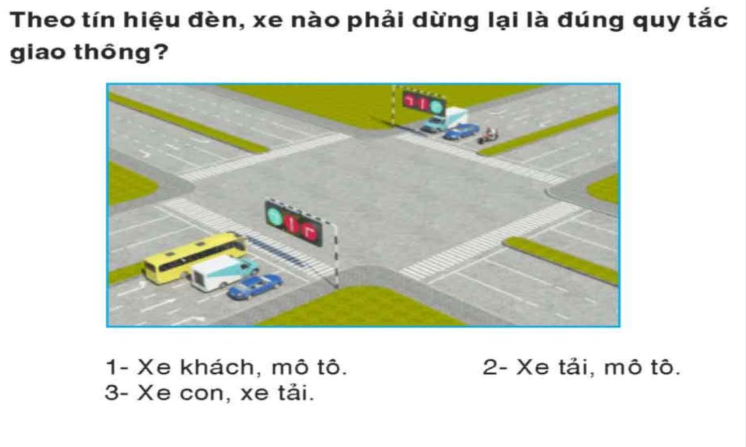 Theo tín hiệu đèn, xe nào phải dừng lại là đúng quy tắc
giao thông?
1- Xe khách, mô tô.
2- Xe tải, mô tô.
3- Xe con, xe tải.